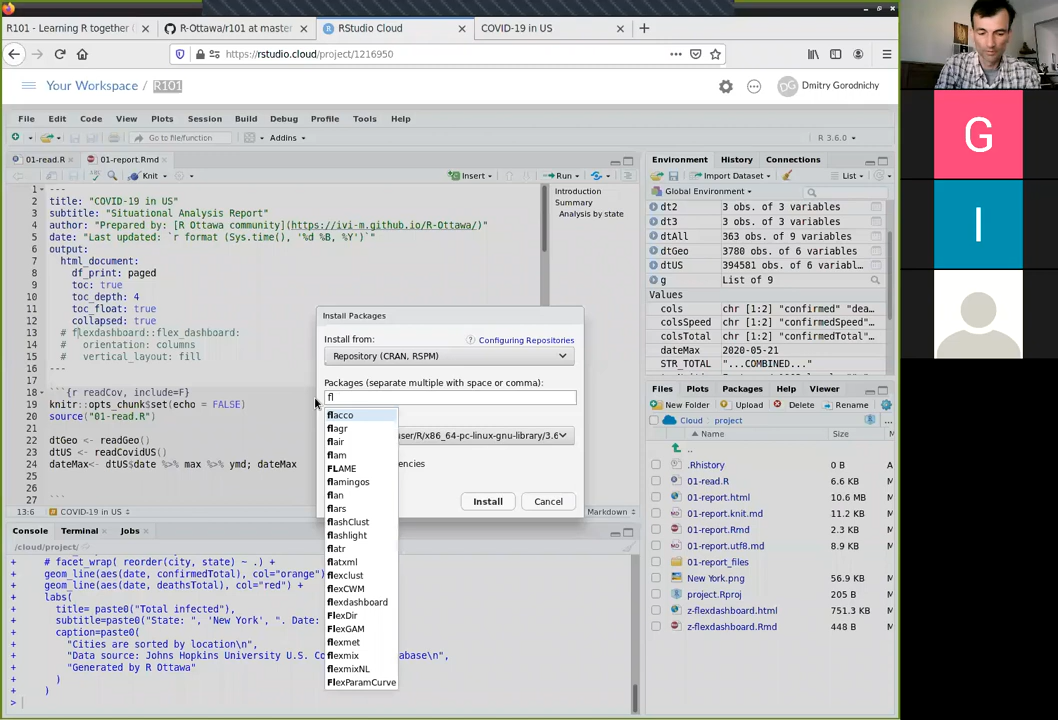 R101 - Learning R together (
R-Ottawa/r101 at master
RStudio Cloud
COVID-19 in US
https://rstudio.cloud/project/1216950
Your Workspace / R101
DG
Dmitry Gorodnichy
G
File Edit Code View Plots Session Build Debug Profile Tools Help
Go to file/function
Addins
R 3.6.0
01-read.R
01-report.Rmd
Knit
Insert
Run
1 ---
2 title: "COVID-19 in US"
3 subtitle: "Situational Analysis Report"
4 author: "Prepared by: [R Ottawa community](https://ivi-m.github.io/R-Ottawa/)"
5 date: "Last updated: `r format (Sys.time(), '%d %B, %Y')`"
6 output:
7 html_document:
8 df_print: paged
9 toc: true
10 toc_depth: 4
11 toc_float: true
12 collapsed: true
13 # flexdashboard::flex_dashboard:
14 # orientation: columns
15 # vertical_layout: fill
16 ---
17
18 ```{r readCov, include=F}
19 knitr::opts_chunk$set(echo = FALSE)
20 source("01-read.R")
21
22 dtGeo <- readGeo()
23 dtUS <- readCovidUS()
24 dateMax <- dtUS$date %>% max %>% ymd; dateMax
25
26 ```
27
13:6 COVID-19 in US
Markdown
Introduction
Summary
Analysis by state
Install Packages
Install from:
Configuring Repositories
Repository (CRAN, RSPM)
Packages (separate multiple with space or comma):
fl
flacco
flagr
flair
flam
FLAME
flamingos
flan
flars
flashClust
flashlight
flatr
flatxml
flexclust
flexCWM
flexdashboard
FlexDir
FlexGAM
flexmet
flexmix
flexmixNL
FlexParamCurve
user/R/x86_64-pc-linux-gnu-library/3.6
encies
Install
Cancel
Console Terminal Jobs
/cloud/project/
+ # facet_wrap( reorder(city, state) ~ .) +
+ geom_line(aes(date, confirmedTotal), col="orange")
+ geom_line(aes(date, deathsTotal), col="red") +
+ labs(
+ title= paste0("Total infected"),
+ subtitle=paste0("State: ", 'New York', ". Date:
+ caption=paste0(
+ "Cities are sorted by location\n",
+ "Data source: Johns Hopkins University U.S. Co
abase\n",
+ "Generated by R Ottawa"
+ )
+ )
>
Environment History Connections
Import Dataset
List
Global Environment
dt2 3 obs. of 3 variables
dt3 3 obs. of 3 variables
dtAll 363 obs. of 9 variables
dtGeo 3780 obs. of 6 variables
dtUS 394581 obs. of 6 variabl…
g List of 9
Values
cols chr [1:2] "confirmed" "dea…
colsSpeed chr [1:2] "confirmedSpeed"…
colsTotal chr [1:2] "confirmedTotal" …
dateMax 2020-05-21
STR_TOTAL "...COMBINED..."
Files Plots Packages Help Viewer
New Folder Upload Delete Rename
Cloud project
Name Size M
..
.Rhistory 0 B A
01-read.R 6.6 KB M
01-report.html 10.6 MB M
01-report.knit.md 11.2 KB M
01-report.Rmd 2.3 KB M
01-report.utf8.md 8.9 KB M
01-report_files
New York.png 56.9 KB M
project.Rproj 205 B A
z-flexdashboard.html 751.3 KB M
z-flexdashboard.Rmd 448 B M